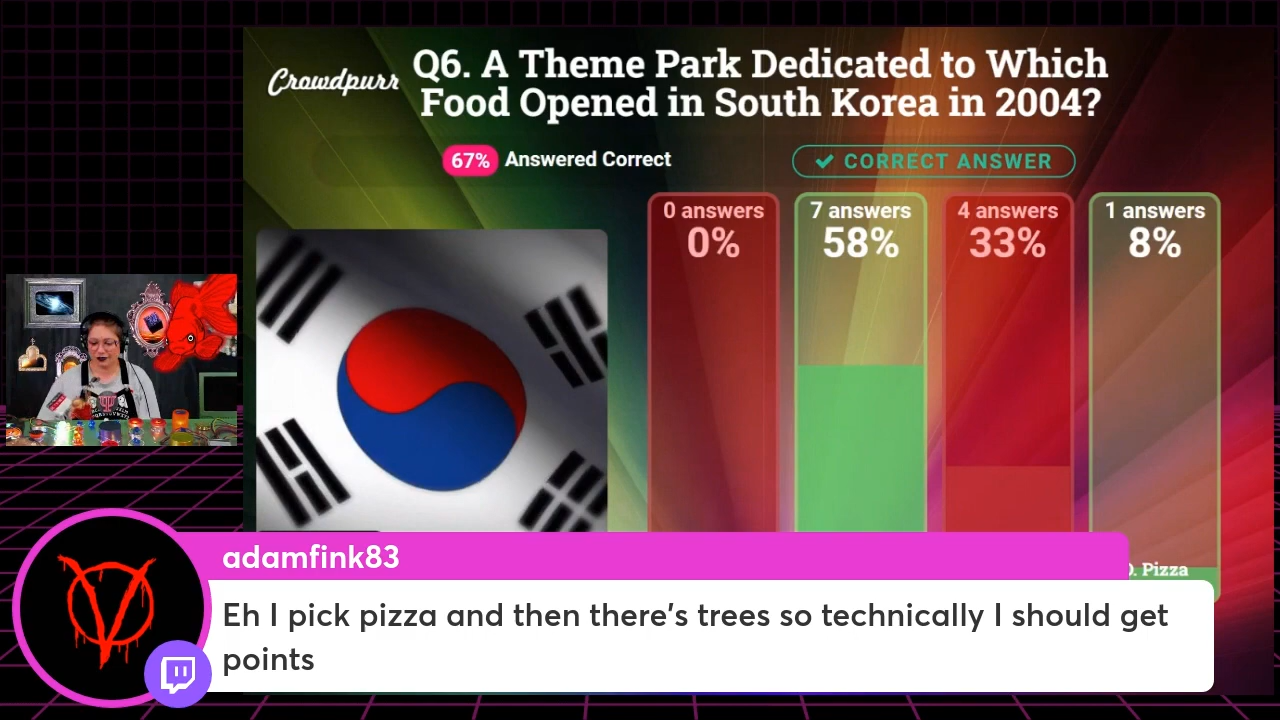 Crowdpurr
Q6. A Theme Park Dedicated to Which
Food Opened in South Korea in 2004?
67% Answered Correct
✔ CORRECT ANSWER
0 answers
0%
7 answers
58%
4 answers
33%
1 answers
8%
D. Pizza
adamfink83
Eh I pick pizza and then there's trees so technically I should get
points